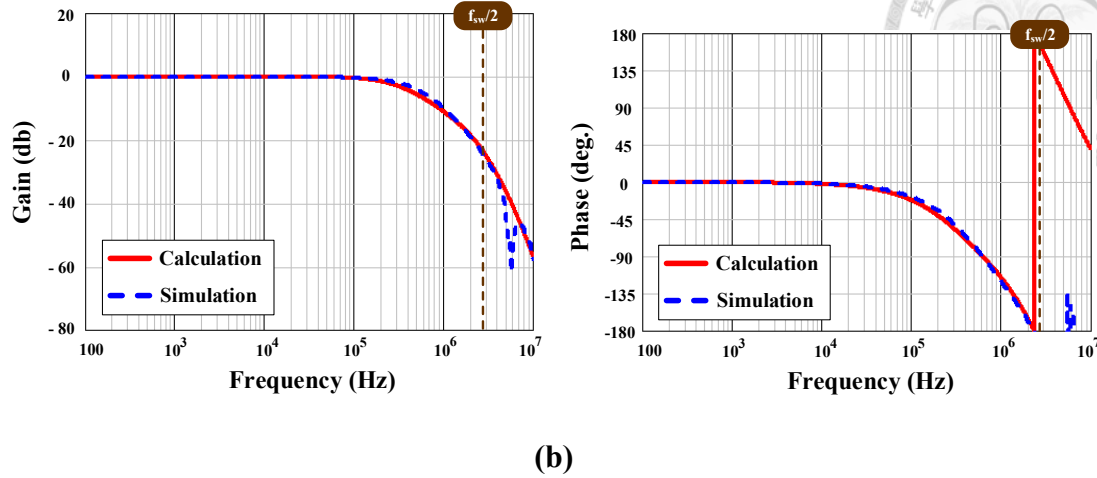 f_sw/2
20
0
- 20
- 40
- 60
- 80
Gain (db)
Calculation
Simulation
100
10³
10⁴
10⁵
10⁶
10⁷
Frequency (Hz)
f_sw/2
180
135
90
45
0
-45
-90
-135
-180
Phase (deg.)
Calculation
Simulation
100
10³
10⁴
10⁵
10⁶
10⁷
Frequency (Hz)
(b)